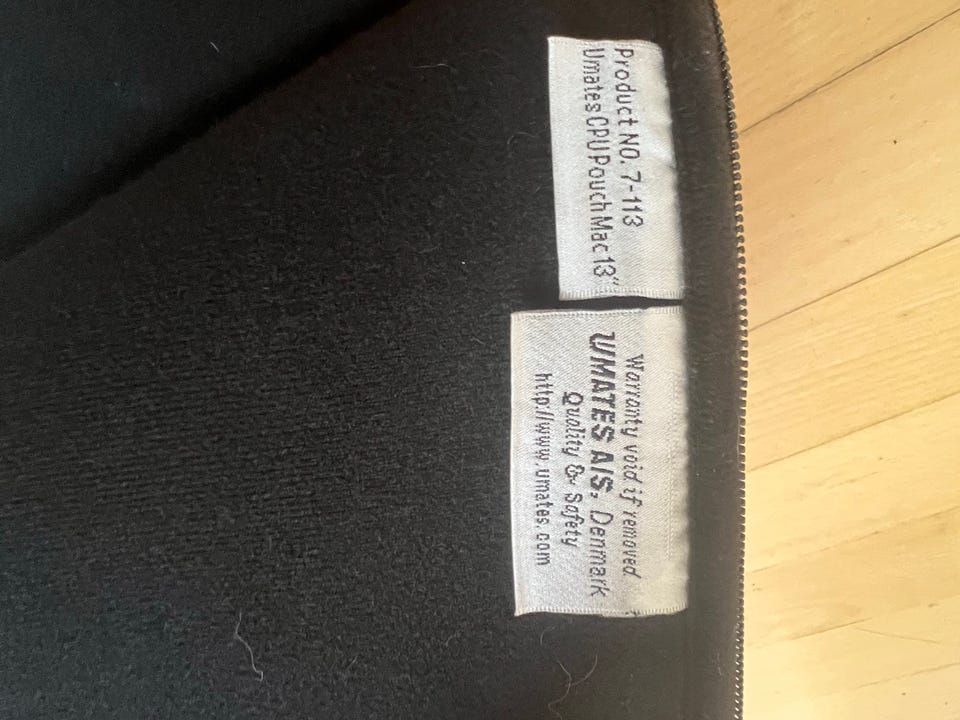 Product NO. 7-113
Umates CPU Pouch Mac 13"
Warranty void if removed.
UMATES A/S, Denmark
Quality & Safety
http://www.umates.com